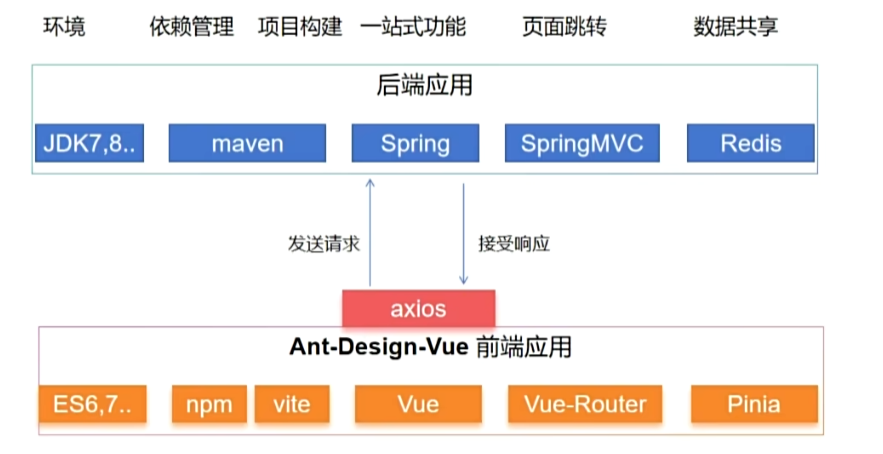 环境 依赖管理 项目构建 一站式功能 页面跳转 数据共享
后端应用
JDK7,8.. maven Spring SpringMVC Redis
发送请求 接受响应
axios
Ant-Design-Vue 前端应用
ES6,7.. npm vite Vue Vue-Router Pinia